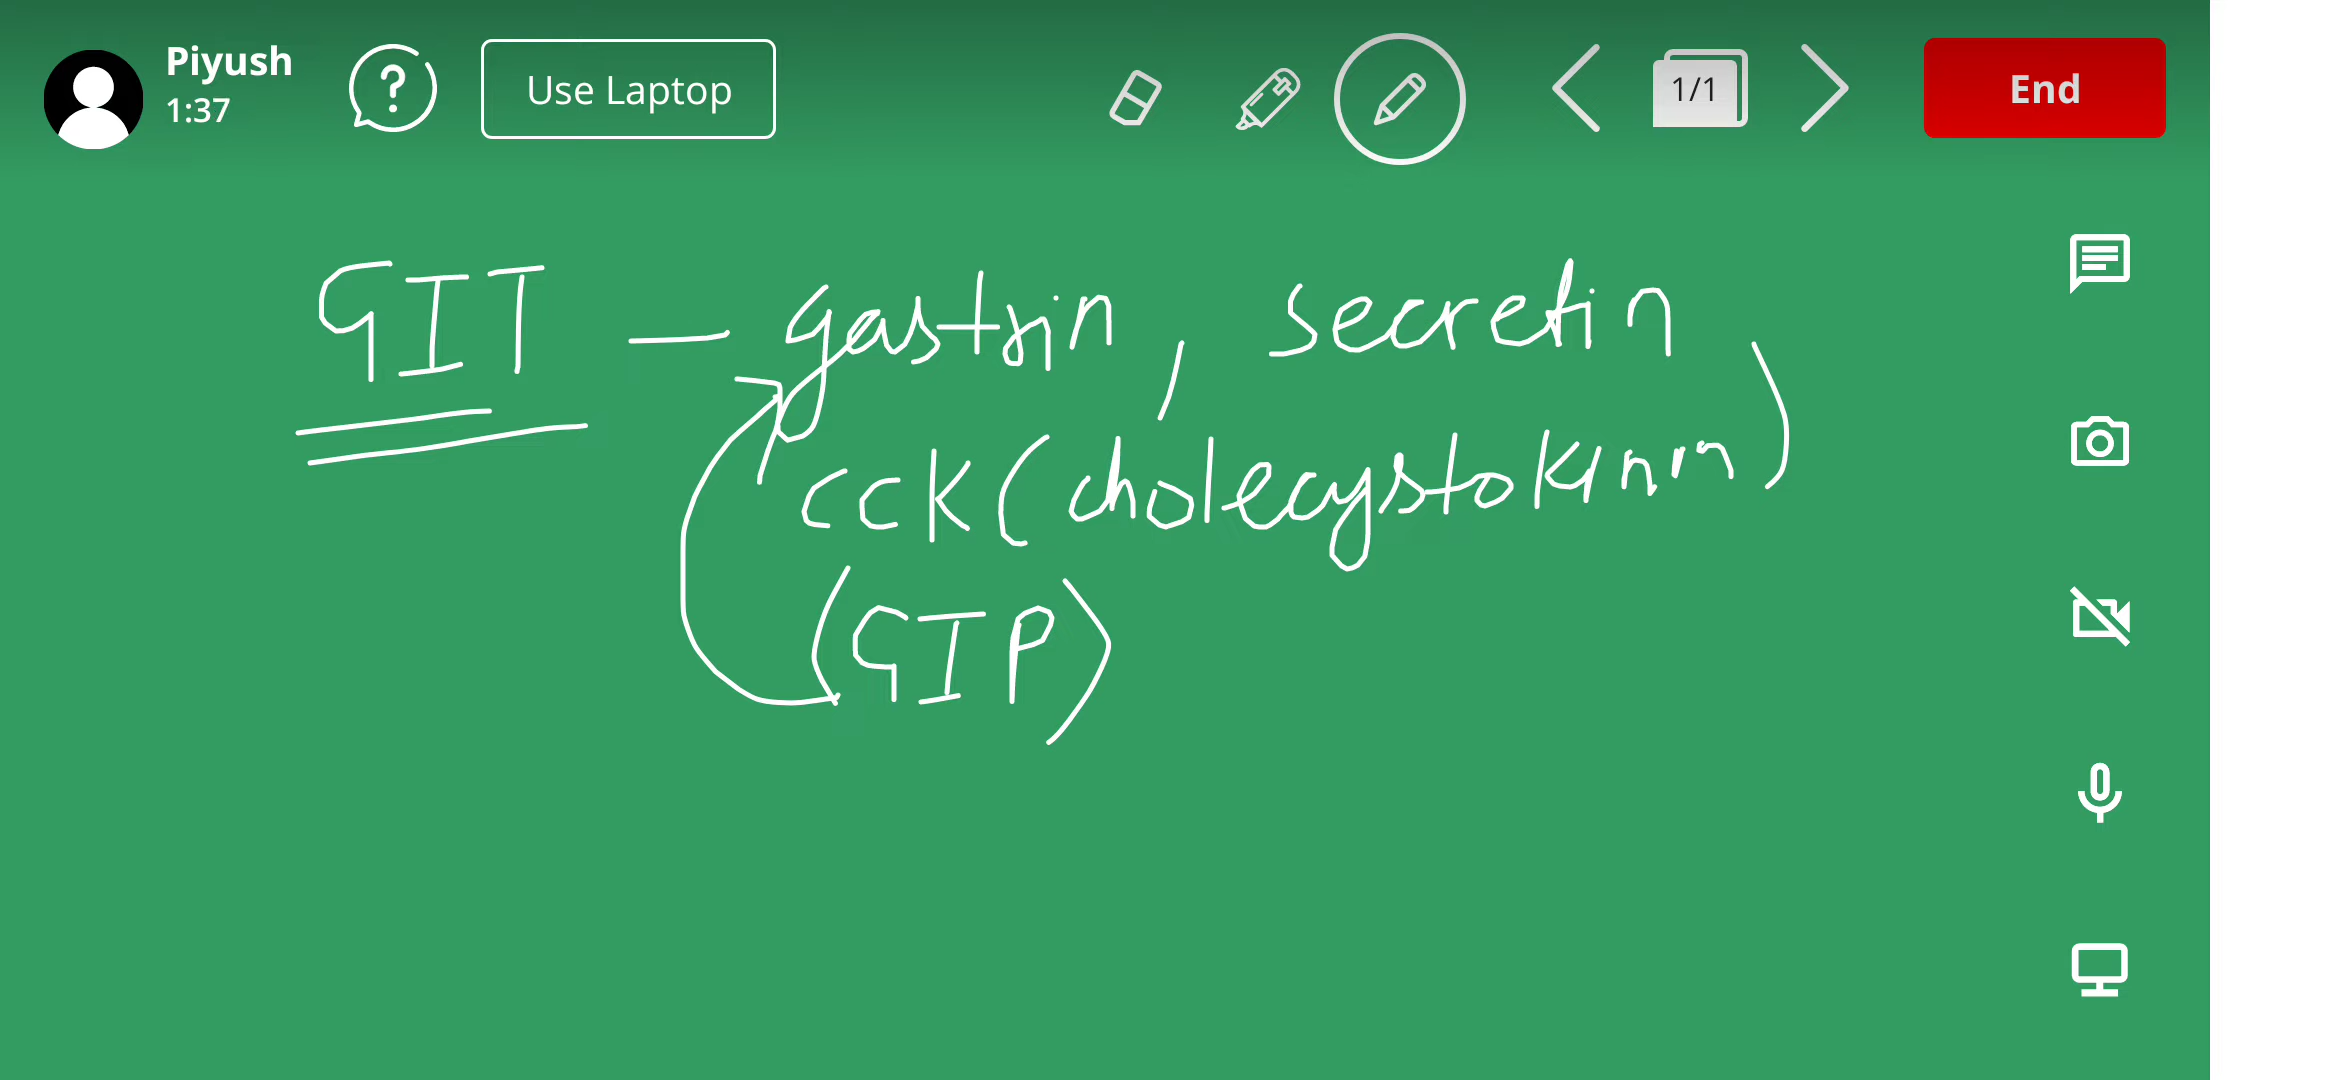 Piyush
1:37
?
Use Laptop
1/1
End
GIT — gastrin, secretin
CCK (cholecystokinin)
(GIP)